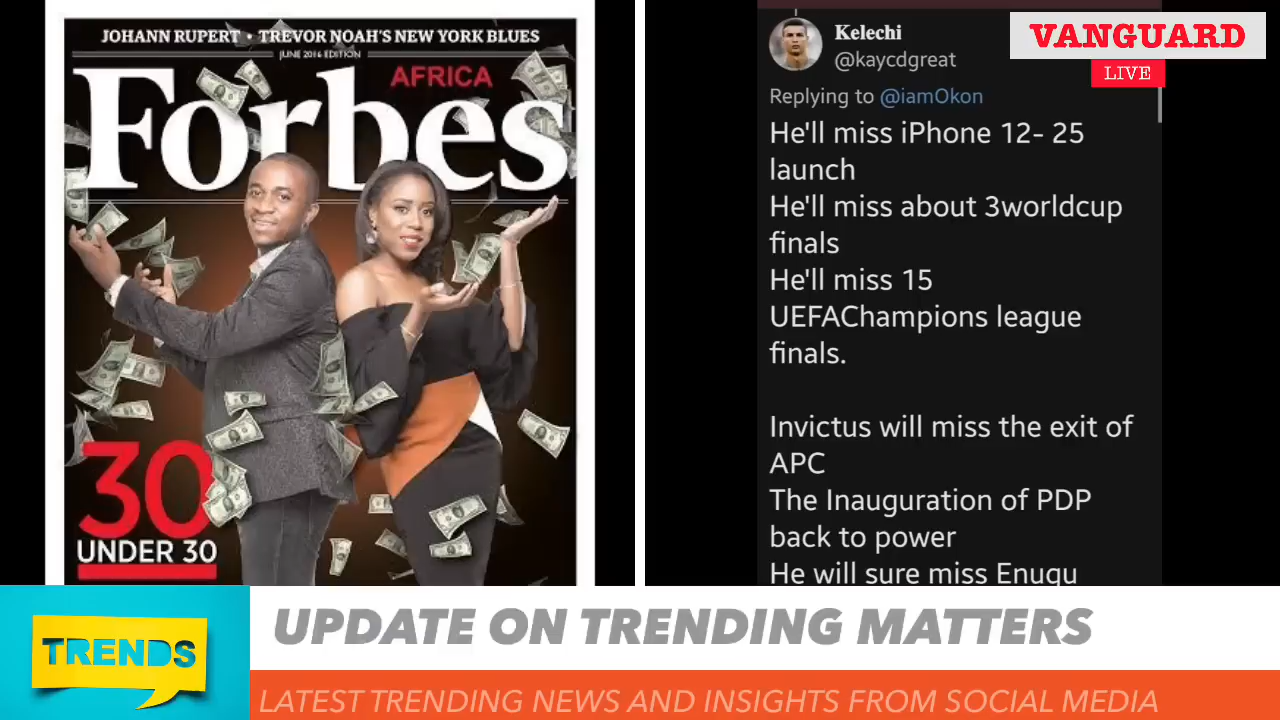 JOHANN RUPERT • TREVOR NOAH'S NEW YORK BLUES
JUNE 2016 EDITION
Forbes
AFRICA
30
UNDER 30
Kelechi
@kaycdgreat
Replying to @iamOkon
He'll miss iPhone 12- 25
launch
He'll miss about 3worldcup
finals
He'll miss 15
UEFAChampions league
finals.
Invictus will miss the exit of
APC
The Inauguration of PDP
back to power
He will sure miss Enugu
VANGUARD
LIVE
TRENDS
UPDATE ON TRENDING MATTERS
LATEST TRENDING NEWS AND INSIGHTS FROM SOCIAL MEDIA